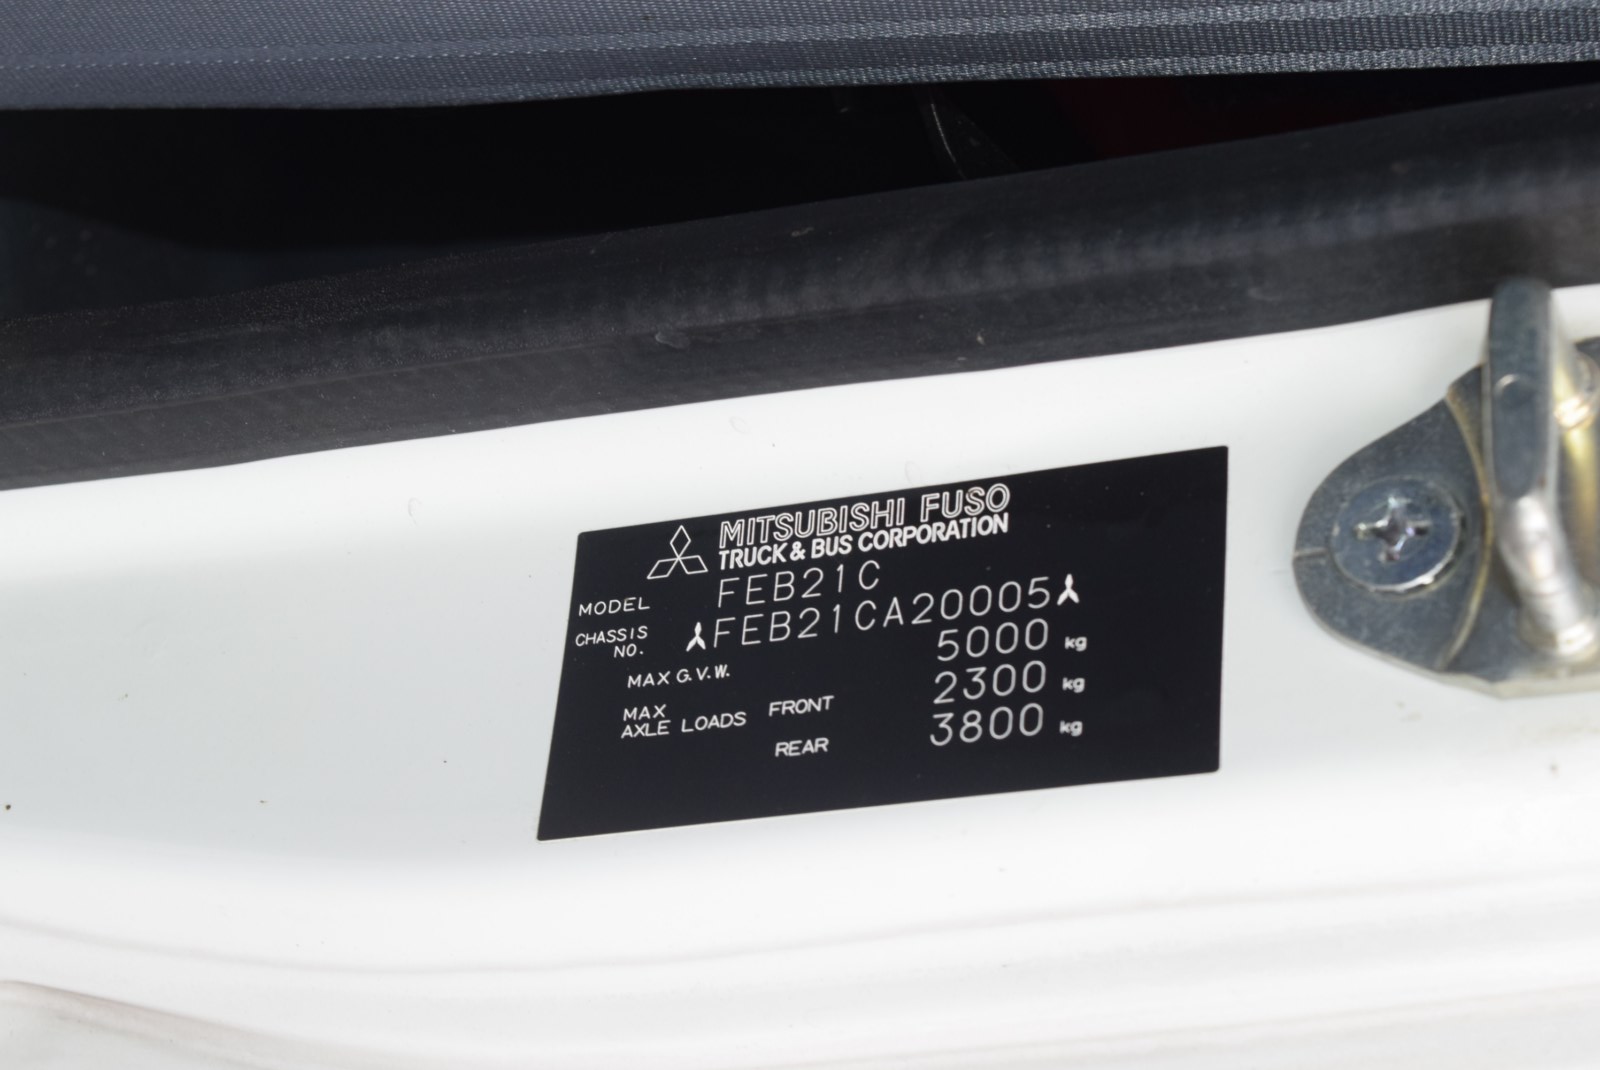 MITSUBISHI FUSO
TRUCK & BUS CORPORATION
MODEL FEB21C
CHASSIS NO. FEB21CA20005
MAX G.V.W. 5000 kg
MAX AXLE LOADS FRONT 2300 kg
REAR 3800 kg